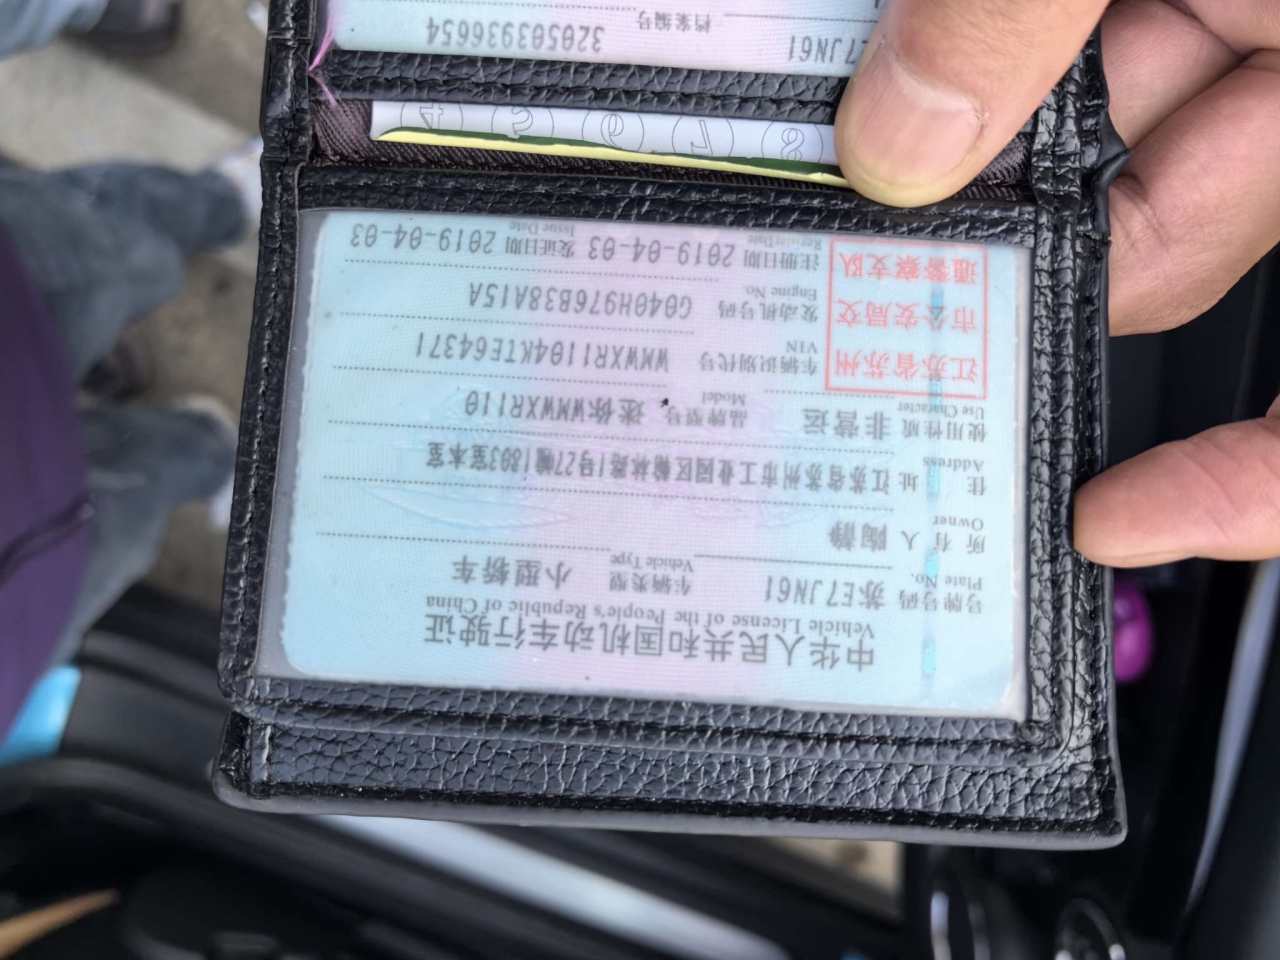 中华人民共和国机动车行驶证
Vehicle License of the People's Republic of China
号牌号码 苏E7JN61 车辆类型 小型轿车
Plate No. Vehicle Type
所有人 陶静
Owner
住址 江苏省苏州市工业园区翰林路1号27幢1803室本室
Address
使用性质 非营运 品牌型号 迷你WMWXR110
Use Character Model
江苏省苏州
市公安局交
通警察支队
车辆识别代号 WMWXR1104KTE64371
VIN
发动机号码 G040H976B38A15A
Engine No.
注册日期 2019-04-03 发证日期 2019-04-03
Register Date Issue Date
8 7 6 5 4
E7JN61 档案编号 320503936654